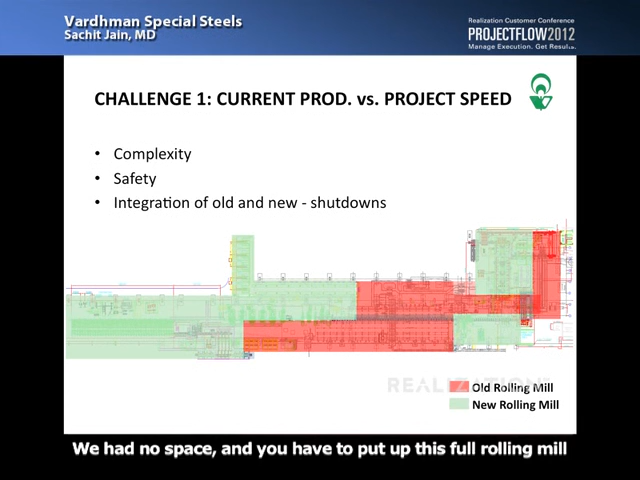 Vardhman Special Steels
Sachit Jain, MD
Realization Customer Conference
PROJECTFLOW2012
Manage Execution. Get Results.
CHALLENGE 1: CURRENT PROD. vs. PROJECT SPEED
• Complexity
• Safety
• Integration of old and new - shutdowns
REALIZATION
Old Rolling Mill
New Rolling Mill
We had no space, and you have to put up this full rolling mill